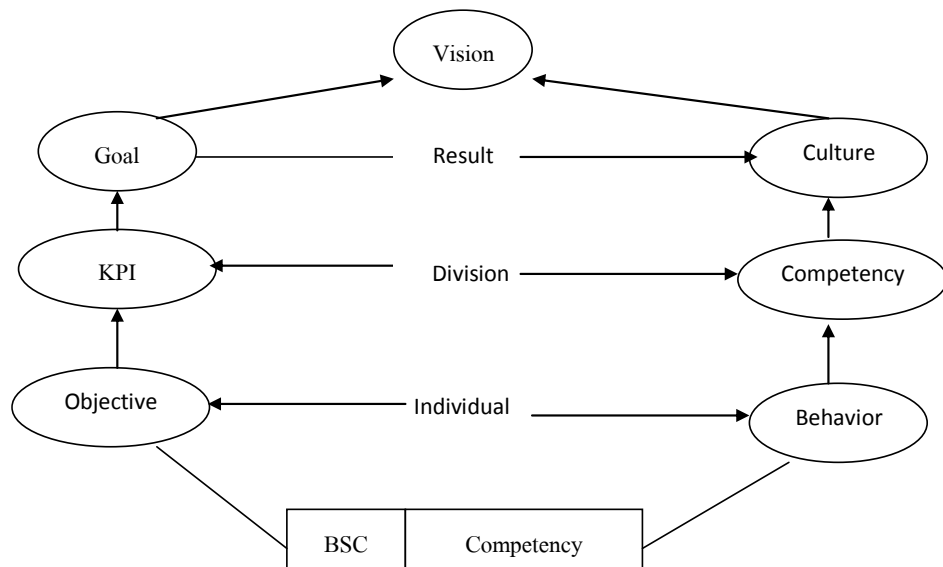 Vision
Goal
Result
Culture
KPI
Division
Competency
Objective
Individual
Behavior
BSC
Competency